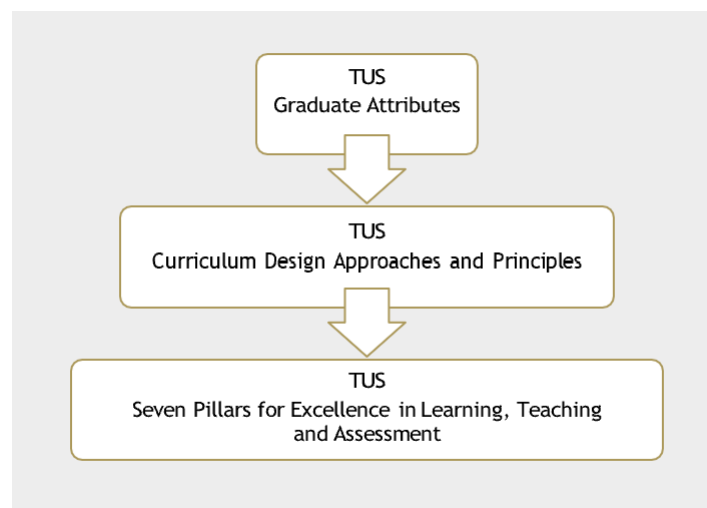 TUS
Graduate Attributes
TUS
Curriculum Design Approaches and Principles
TUS
Seven Pillars for Excellence in Learning, Teaching
and Assessment